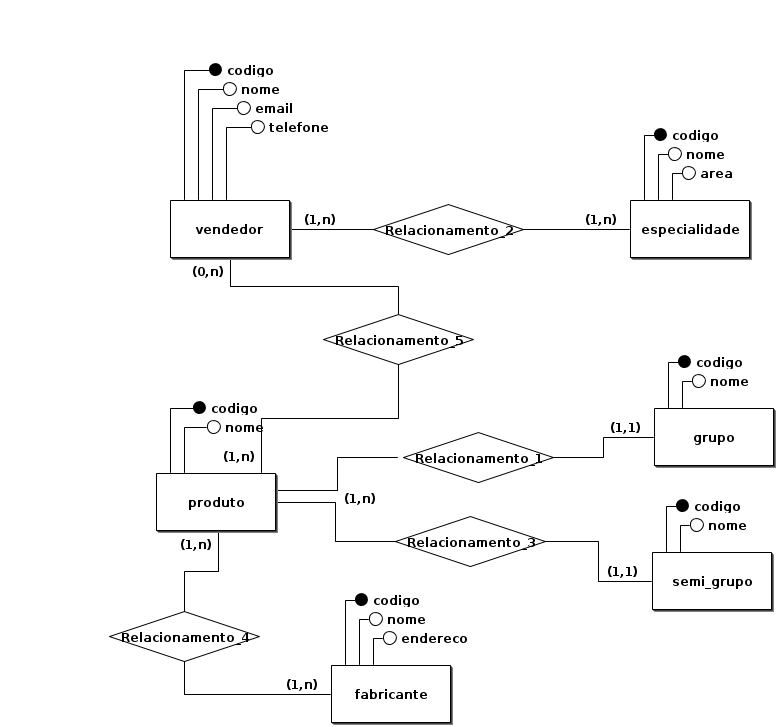 codigo
nome
email
telefone
codigo
nome
area
vendedor
(1,n)
Relacionamento_2
(1,n)
especialidade
(0,n)
Relacionamento_5
codigo
nome
codigo
nome
(1,n)
Relacionamento_1
(1,1)
grupo
produto
(1,n)
codigo
nome
(1,n)
Relacionamento_3
(1,1)
semi_grupo
codigo
nome
endereco
Relacionamento_4
(1,n)
fabricante